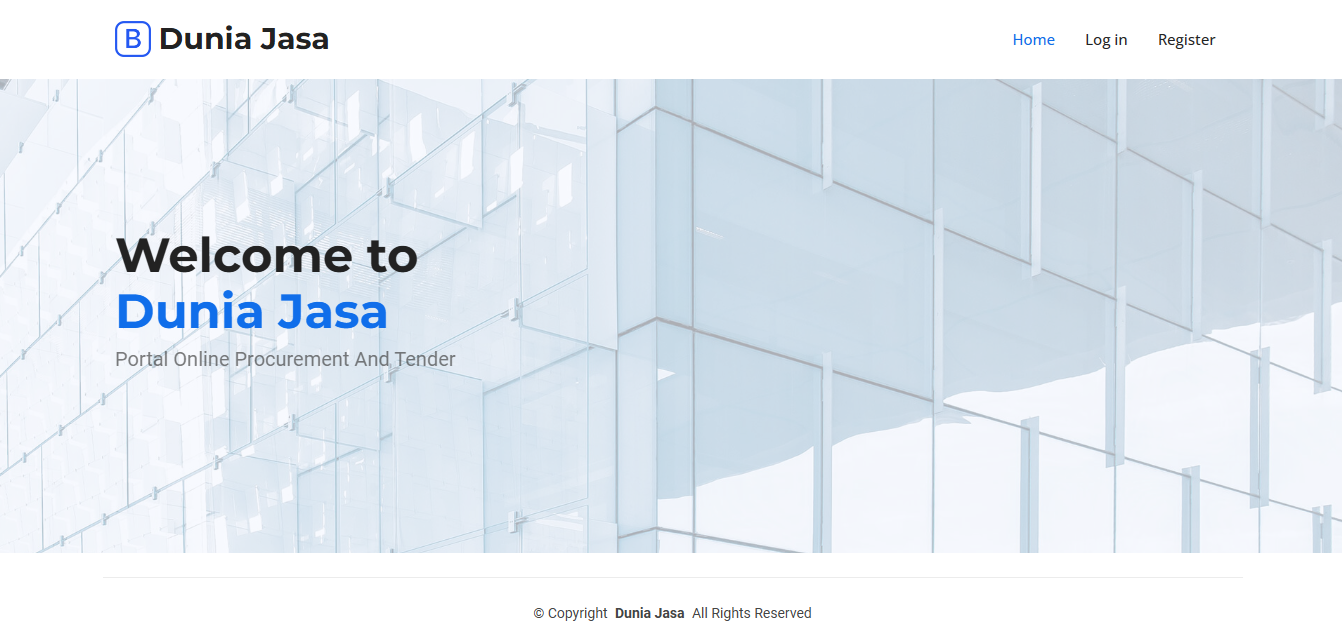 B Dunia Jasa
Home Log in Register
Welcome to
Dunia Jasa
Portal Online Procurement And Tender
© Copyright Dunia Jasa All Rights Reserved